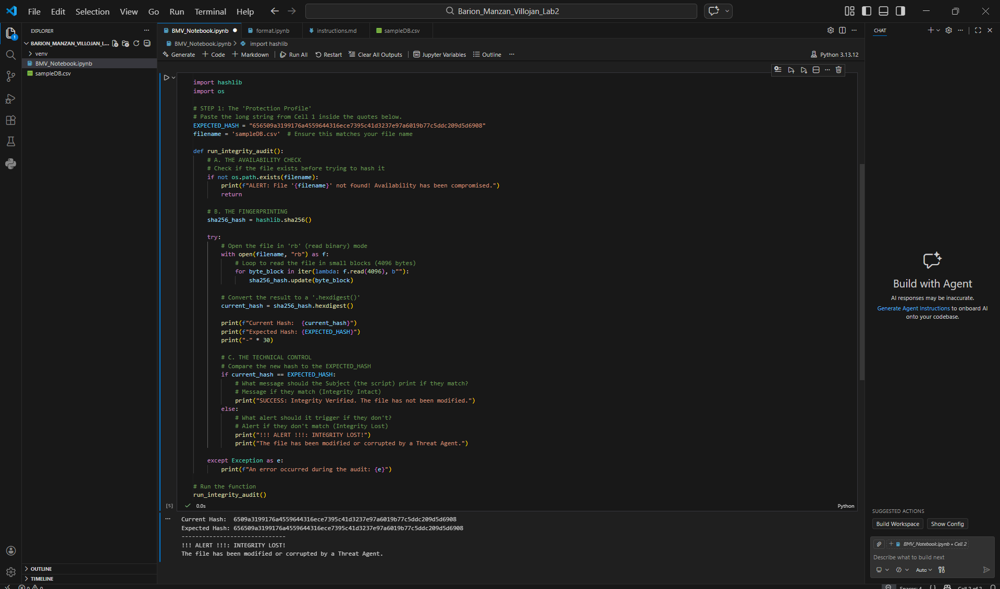 File Edit Selection View Go Run Terminal Help
Barion_Manzan_Villojan_Lab2
EXPLORER
BARION_MANZAN_VILLOJAN_L...
venv
BMV_Notebook.ipynb
sampleDB.csv
OUTLINE
TIMELINE
BMV_Notebook.ipynb format.ipynb instructions.md sampleDB.csv
BMV_Notebook.ipynb > import hashlib
Generate + Code + Markdown Run All Restart Clear All Outputs Jupyter Variables Outline ... Python 3.13.12
import hashlib
import os
# STEP 1: The 'Protection Profile'
# Paste the long string from Cell 1 inside the quotes below.
EXPECTED_HASH = "656509a3199176a4559644316ece7395c41d3237e97a6019b77c5ddc209d5d6908"
filename = 'sampleDB.csv'  # Ensure this matches your file name
def run_integrity_audit():
# A. THE AVAILABILITY CHECK
# Check if the file exists before trying to hash it
if not os.path.exists(filename):
print(f"ALERT: File '{filename}' not found! Availability has been compromised.")
return
# B. THE FINGERPRINTING
sha256_hash = hashlib.sha256()
try:
# Open the file in 'rb' (read binary) mode
with open(filename, "rb") as f:
# Loop to read the file in small blocks (4096 bytes)
for byte_block in iter(lambda: f.read(4096), b""):
sha256_hash.update(byte_block)
# Convert the result to a '.hexdigest()'
current_hash = sha256_hash.hexdigest()
print(f"Current Hash:  {current_hash}")
print(f"Expected Hash: {EXPECTED_HASH}")
print("-" * 30)
# C. THE TECHNICAL CONTROL
# Compare the new hash to the EXPECTED_HASH
if current_hash == EXPECTED_HASH:
# What message should the Subject (the script) print if they match?
# Message if they match (Integrity Intact)
print("SUCCESS: Integrity Verified. The file has not been modified.")
else:
# What alert should it trigger if they don't?
# Alert if they don't match (Integrity Lost)
print("!!! ALERT !!!: INTEGRITY LOST!")
print("The file has been modified or corrupted by a Threat Agent.")
except Exception as e:
print(f"An error occurred during the audit: {e}")
# Run the function
run_integrity_audit()
[5] 0.0s Python
Current Hash:  6509a3199176a4559644316ece7395c41d3237e97a6019b77c5ddc209d5d6908
Expected Hash: 656509a3199176a4559644316ece7395c41d3237e97a6019b77c5ddc209d5d6908
------------------------------
!!! ALERT !!!: INTEGRITY LOST!
The file has been modified or corrupted by a Threat Agent.
CHAT
Build with Agent
AI responses may be inaccurate.
Generate Agent Instructions to onboard AI
onto your codebase.
SUGGESTED ACTIONS
Build Workspace Show Config
BMV_Notebook.ipynb • Cell 2
Describe what to build next
Auto
Spaces: 4 Cell 2 of 2